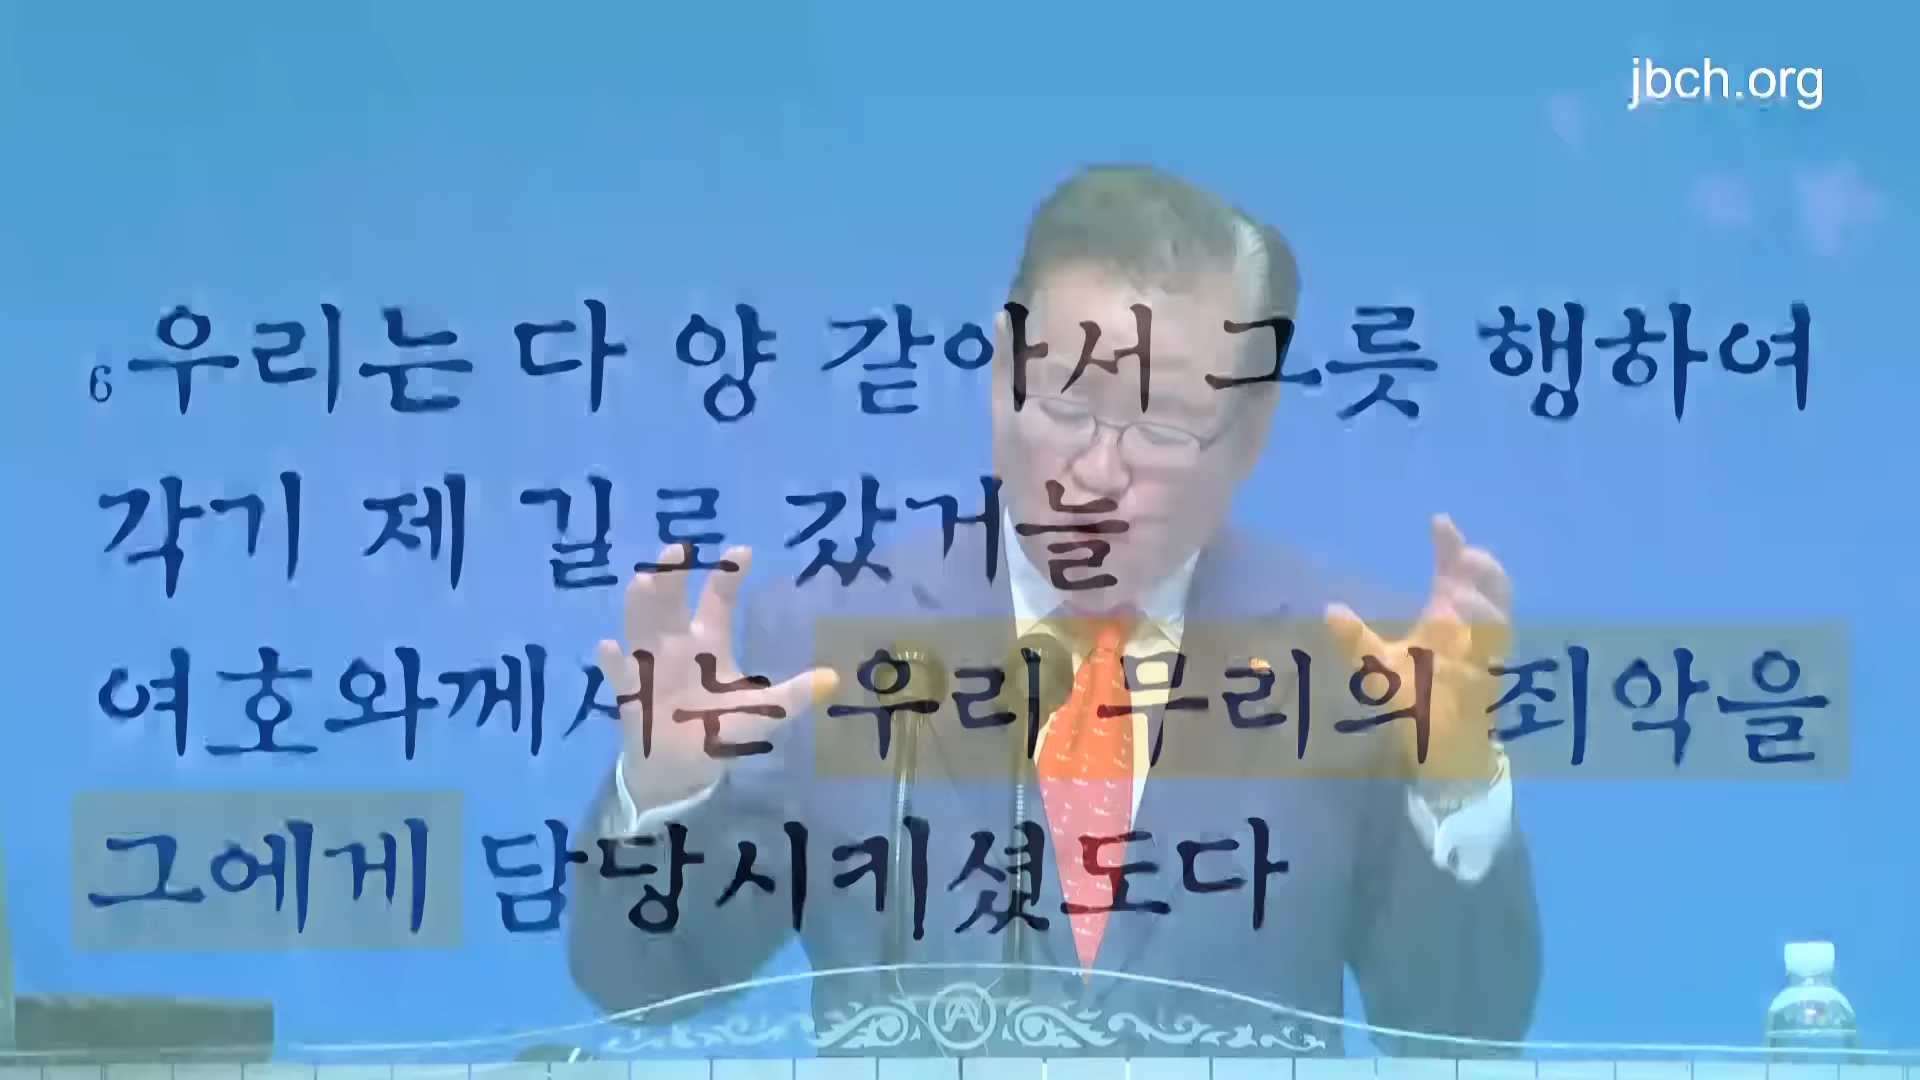 jbch.org
6 우리는 다 양 같아서 그릇 행하여
각기 제 길로 갔거늘
여호와께서는 우리 무리의 죄악을
그에게 담당시키셨도다